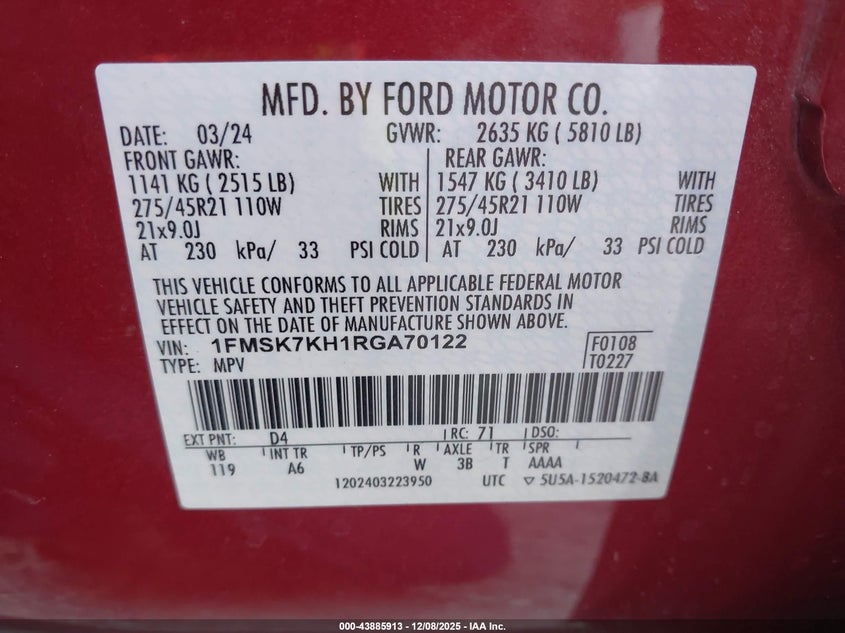 MFD. BY FORD MOTOR CO.
DATE: 03/24 GVWR: 2635 KG ( 5810 LB)
FRONT GAWR: REAR GAWR:
1141 KG ( 2515 LB) WITH 1547 KG ( 3410 LB) WITH
275/45R21 110W TIRES 275/45R21 110W TIRES
21x9.0J RIMS 21x9.0J RIMS
AT 230 kPa/ 33 PSI COLD AT 230 kPa/ 33 PSI COLD
THIS VEHICLE CONFORMS TO ALL APPLICABLE FEDERAL MOTOR
VEHICLE SAFETY AND THEFT PREVENTION STANDARDS IN
EFFECT ON THE DATE OF MANUFACTURE SHOWN ABOVE.
VIN: 1FMSK7KH1RGA70122 F0108
TYPE: MPV T0227
EXT PNT: D4 RC: 71 DSO:
WB INT TR TP/PS R AXLE TR SPR
119 A6 W 3B T AAAA
1202403223950 UTC ▽ 5U5A-1520472-BA
000-43885913 - 12/08/2025 - IAA Inc.